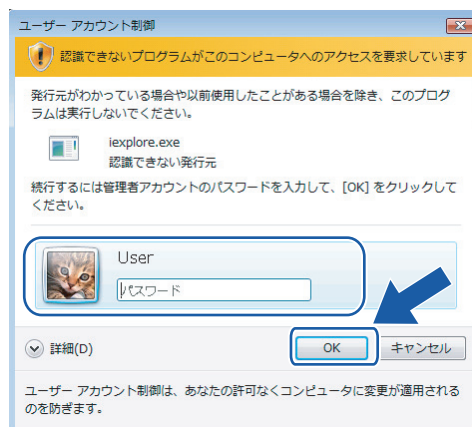 ユーザー アカウント制御
認識できないプログラムがこのコンピュータへのアクセスを要求しています
発行元がわかっている場合や以前使用したことがある場合を除き、このプログ
ラムは実行しないでください。
iexplore.exe
認識できない発行元
続行するには管理者アカウントのパスワードを入力して、[OK] をクリックして
ください。
User
パスワード
詳細(D)
OK
キャンセル
ユーザー アカウント制御は、あなたの許可なくコンピュータに変更が適用される
のを防ぎます。